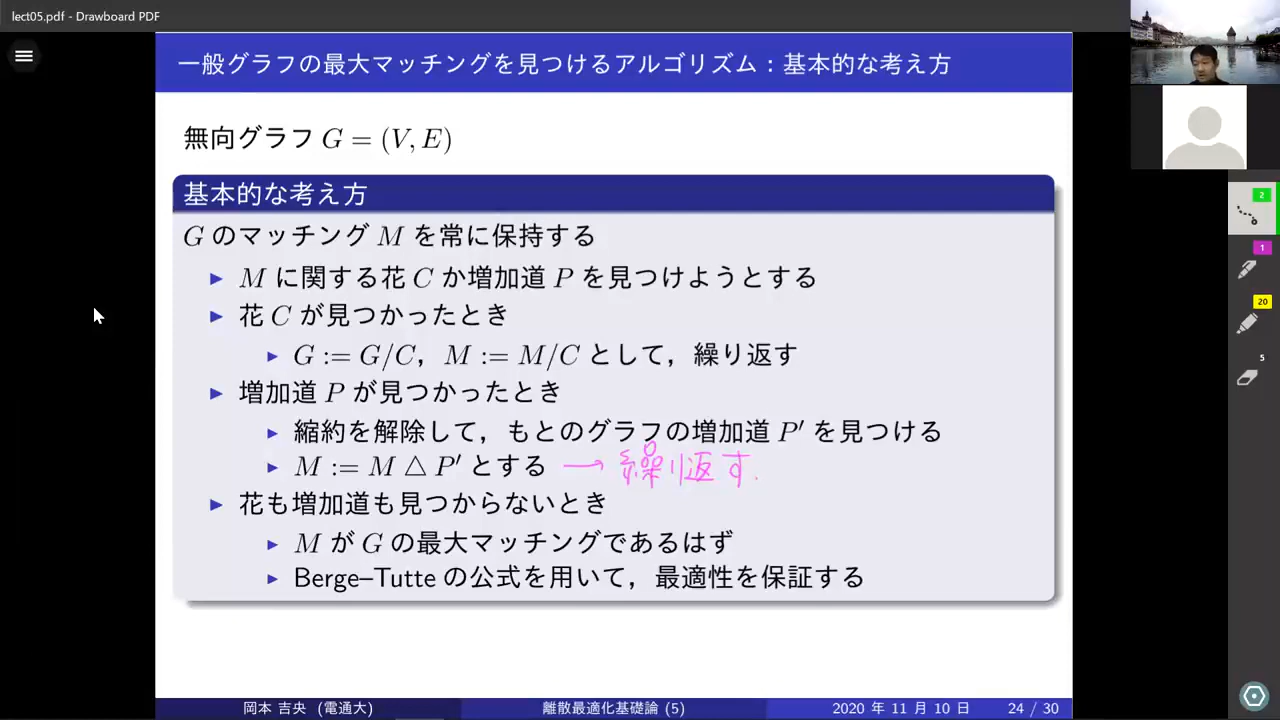 lect05.pdf - Drawboard PDF
一般グラフの最大マッチングを見つけるアルゴリズム：基本的な考え方
無向グラフ G = (V, E)
基本的な考え方
G のマッチング M を常に保持する
▶ M に関する花 C か増加道 P を見つけようとする
▶ 花 C が見つかったとき
▶ G := G/C，M := M/C として，繰り返す
▶ 増加道 P が見つかったとき
▶ 縮約を解除して，もとのグラフの増加道 P′ を見つける
▶ M := M △ P′ とする → 繰り返す.
▶ 花も増加道も見つからないとき
▶ M が G の最大マッチングであるはず
▶ Berge–Tutte の公式を用いて，最適性を保証する
岡本 吉央 (電通大) 離散最適化基礎論 (5) 2020 年 11 月 10 日 24 / 30
2
1
20
5